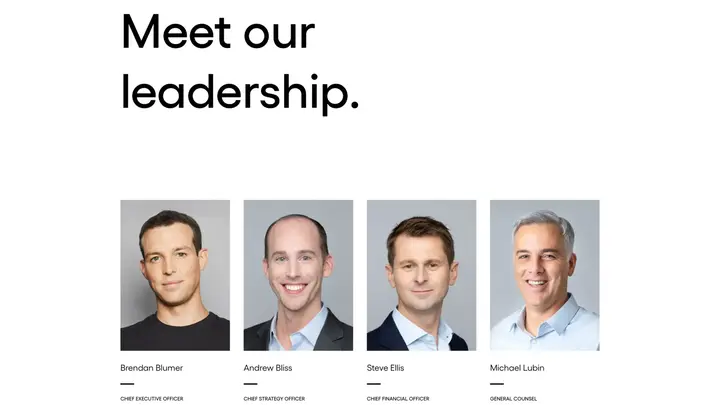 Meet our
leadership.
Brendan Blumer
Andrew Bliss
Steve Ellis
Michael Lubin
CHIEF EXECUTIVE OFFICER
CHIEF STRATEGY OFFICER
CHIEF FINANCIAL OFFICER
GENERAL COUNSEL